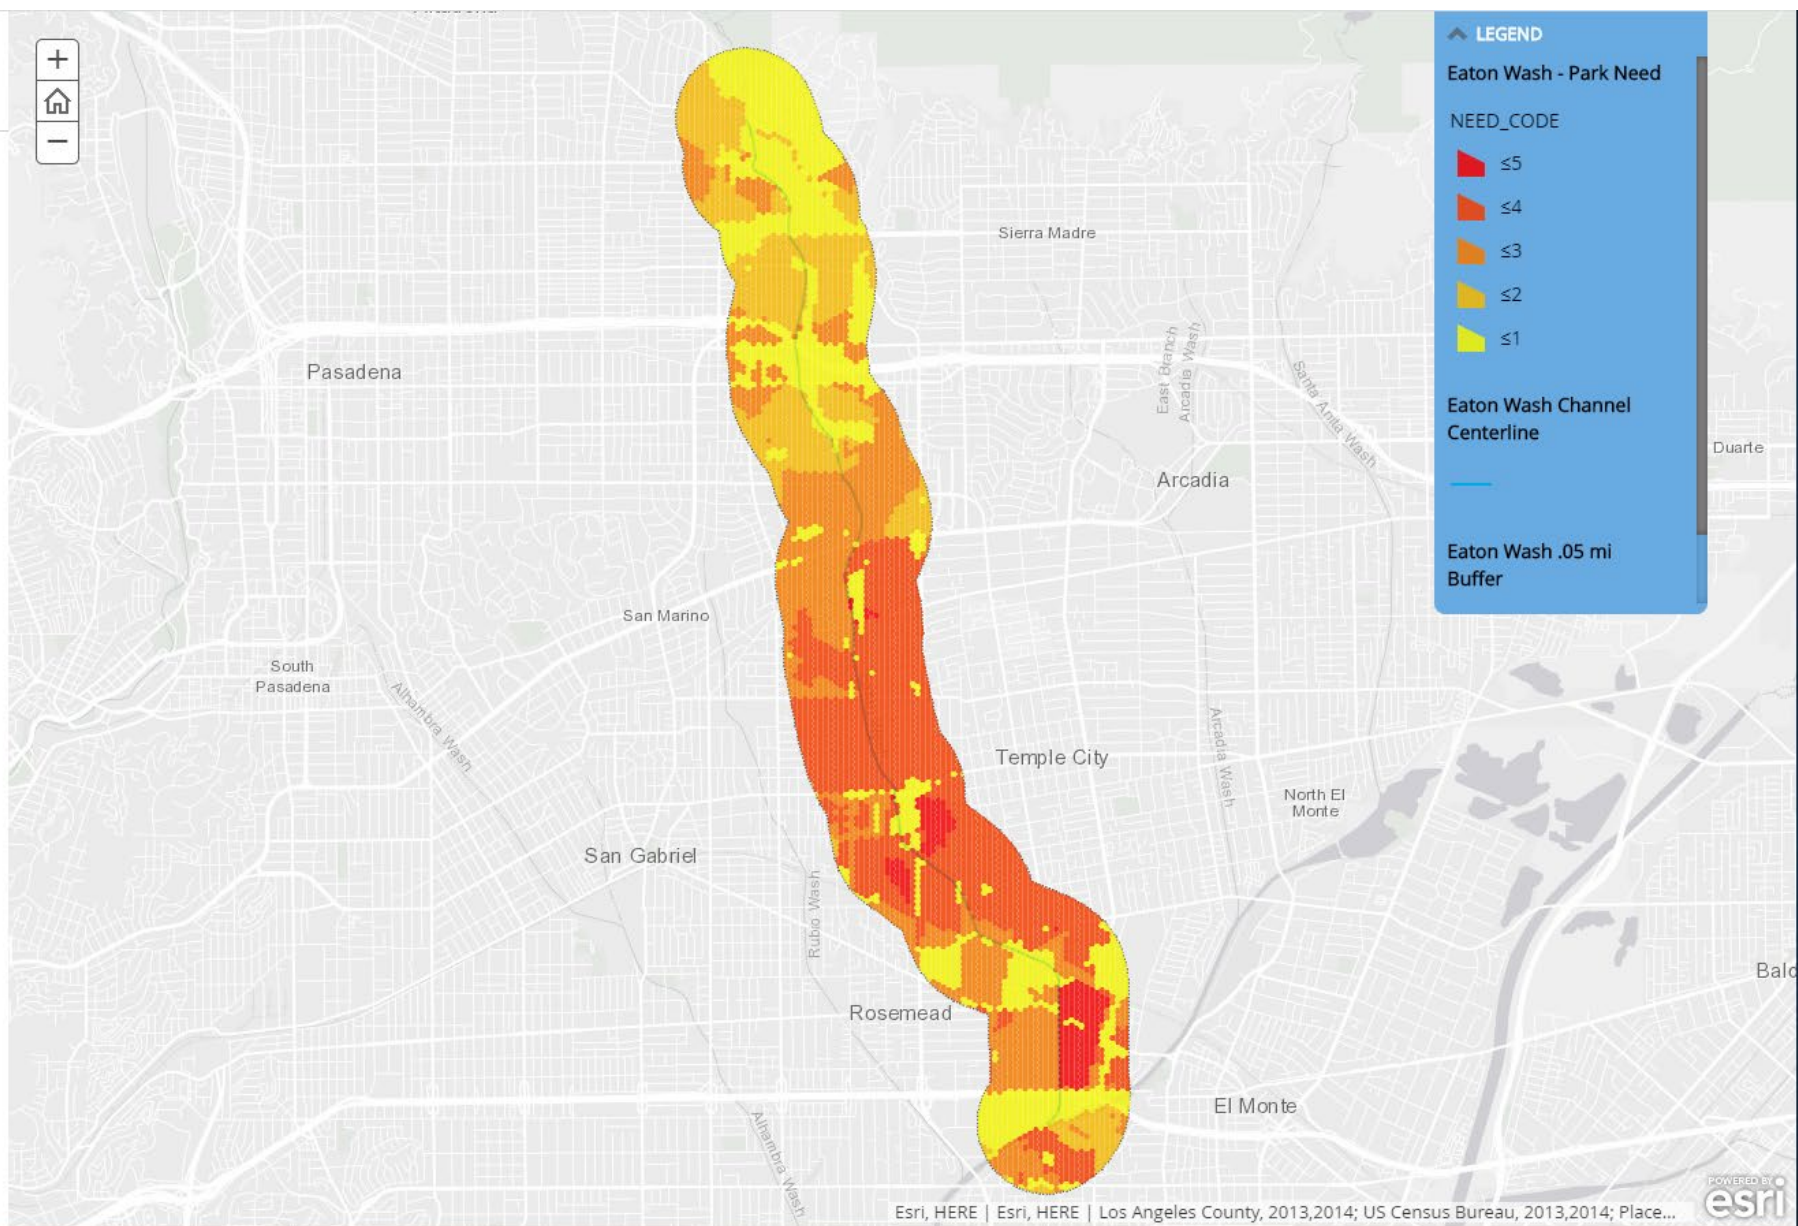 +
−
LEGEND
Eaton Wash - Park Need
NEED_CODE
≤5
≤4
≤3
≤2
≤1
Eaton Wash Channel
Centerline
Eaton Wash .05 mi
Buffer
Sierra Madre
Pasadena
East Branch
Arcadia Wash
Santa Anita Wash
Duarte
Arcadia
San Marino
South
Pasadena
Alhambra Wash
Arcadia Wash
Temple City
North El
Monte
San Gabriel
Rubio Wash
Bald
Rosemead
El Monte
Alhambra Wash
POWERED BY
esri
Esri, HERE | Esri, HERE | Los Angeles County, 2013,2014; US Census Bureau, 2013,2014; Place...